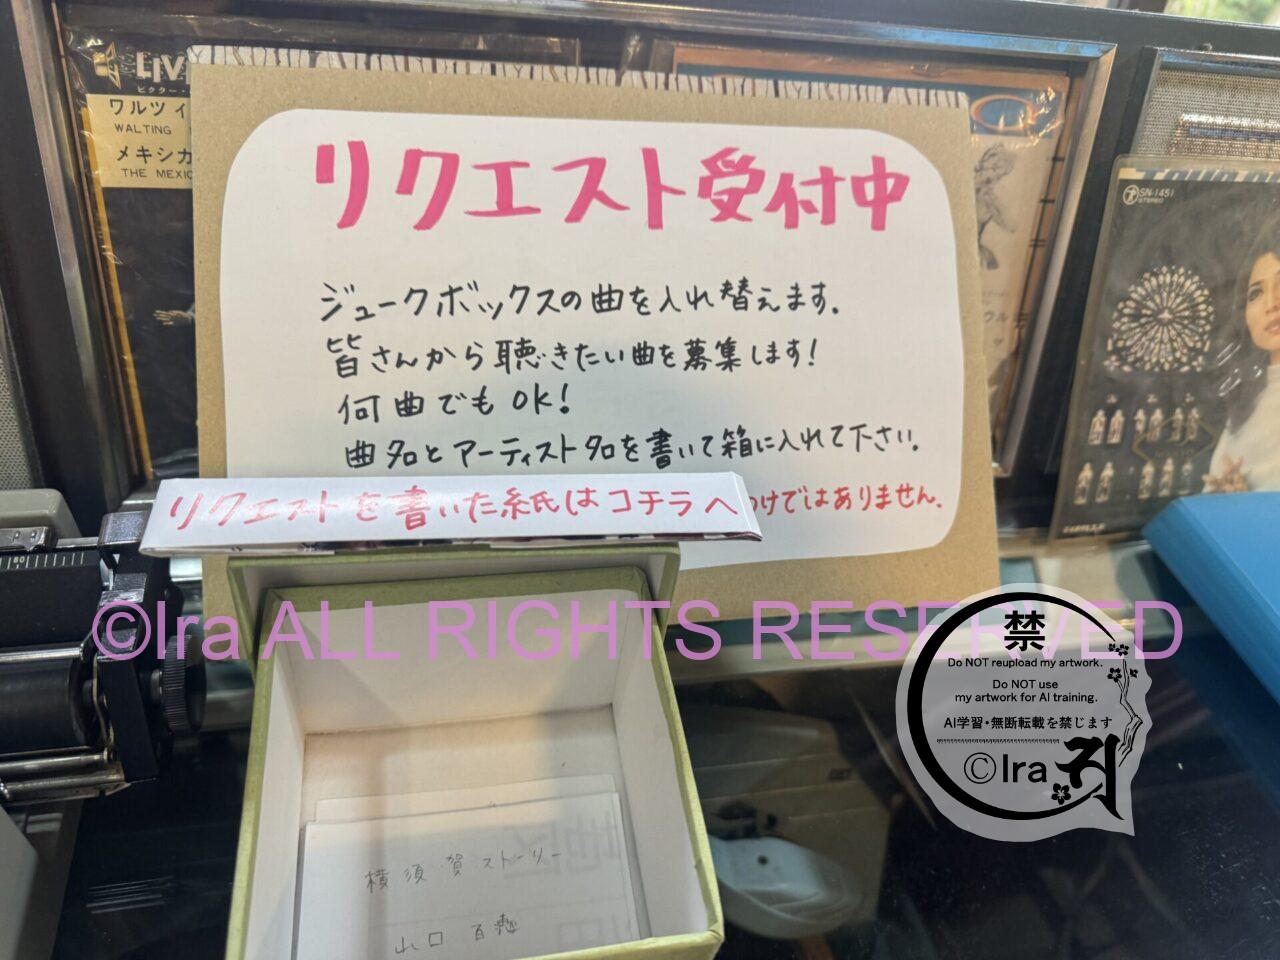 LIV
ビクター・
ワルツィ
WALTING
メキシカ
THE MEXIC
リクエスト受付中
ジュークボックスの曲を入れ替えます。
皆さんから聴きたい曲を募集します!
何曲でもOK!
曲名とアーティスト名を書いて箱に入れて下さい。
リクエストを書いた紙はコチラへ
けではありません。
SN-1451
STEREO
©Ira ALL RIGHTS RESERVED
禁
Do NOT reupload my artwork.
Do NOT use
my artwork for AI training.
AI学習・無断転載を禁じます
©Ira
横須賀ストーリー
山口百恵